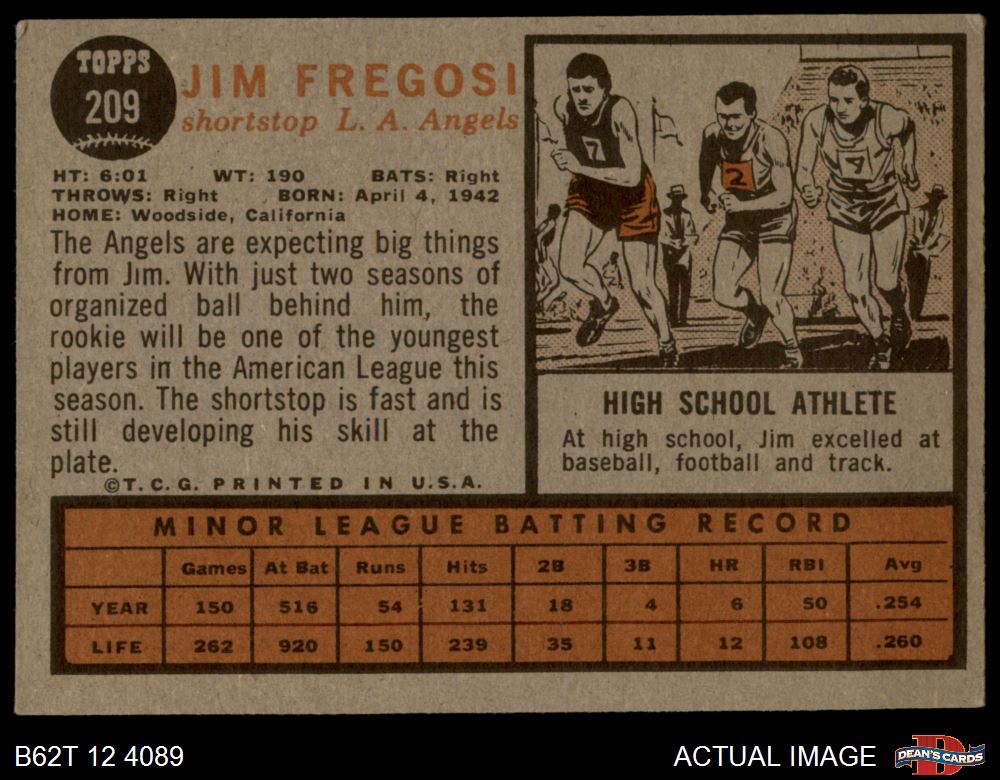 TOPPS
209
JIM FREGOSI
shortstop L. A. Angels
HT: 6:01 WT: 190 BATS: Right
THROWS: Right BORN: April 4, 1942
HOME: Woodside, California
The Angels are expecting big things
from Jim. With just two seasons of
organized ball behind him, the
rookie will be one of the youngest
players in the American League this
season. The shortstop is fast and is
still developing his skill at the
plate.
©T. C. G. PRINTED IN U.S.A.
7
2
9
HIGH SCHOOL ATHLETE
At high school, Jim excelled at
baseball, football and track.
MINOR LEAGUE BATTING RECORD
Games At Bat Runs Hits 2B 3B HR RBI Avg
YEAR 150 516 54 131 18 4 6 50 .254
LIFE 262 920 150 239 35 11 12 108 .260
B62T 12 4089
ACTUAL IMAGE
D
DEAN'S CARDS